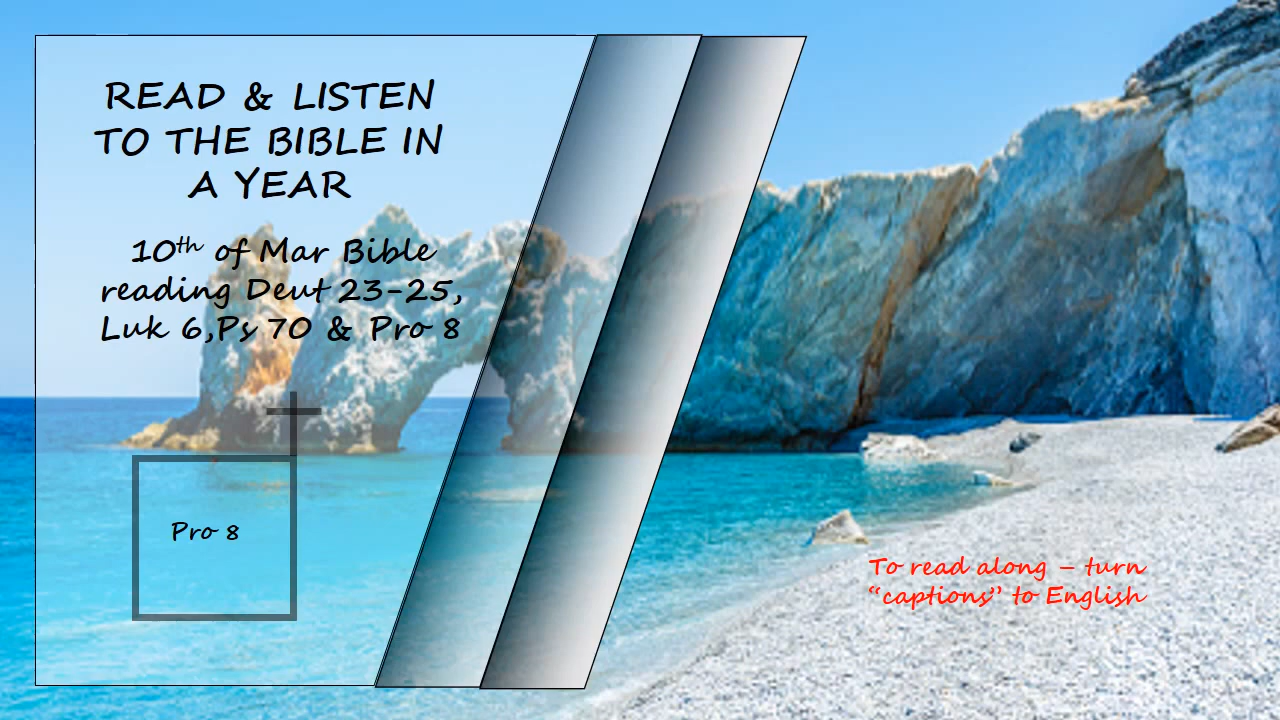 READ & LISTEN
TO THE BIBLE IN
A YEAR
10th of Mar Bible
reading Deut 23-25,
Luk 6,Ps 70 & Pro 8
Pro 8
To read along – turn
“captions” to English